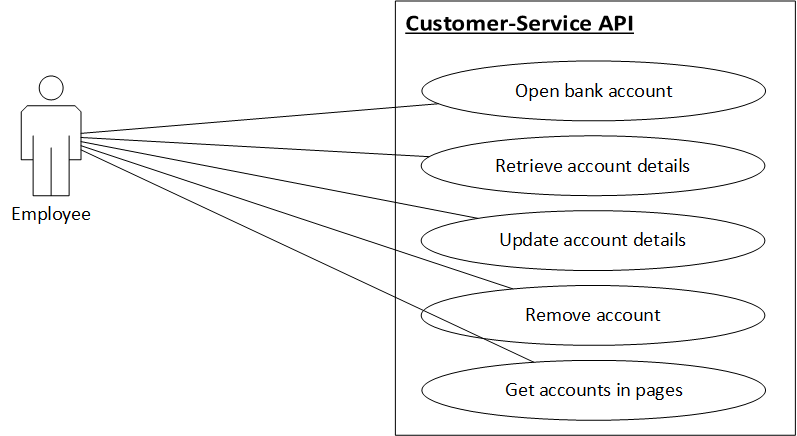 Customer-Service API
Open bank account
Retrieve account details
Employee
Update account details
Remove account
Get accounts in pages